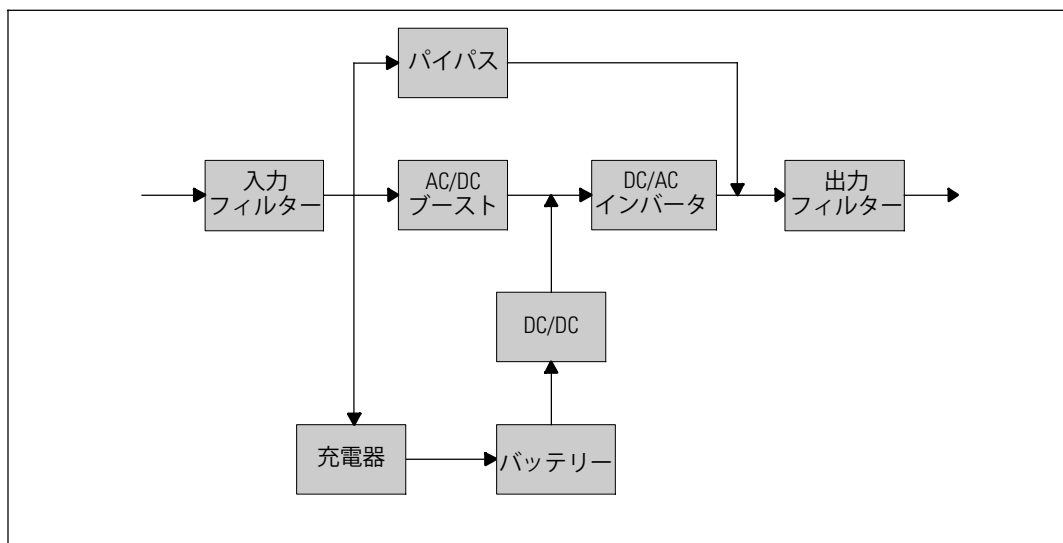 パイパス
入力
フィルター
AC/DC
ブースト
DC/AC
インバータ
出力
フィルター
DC/DC
充電器
バッテリー